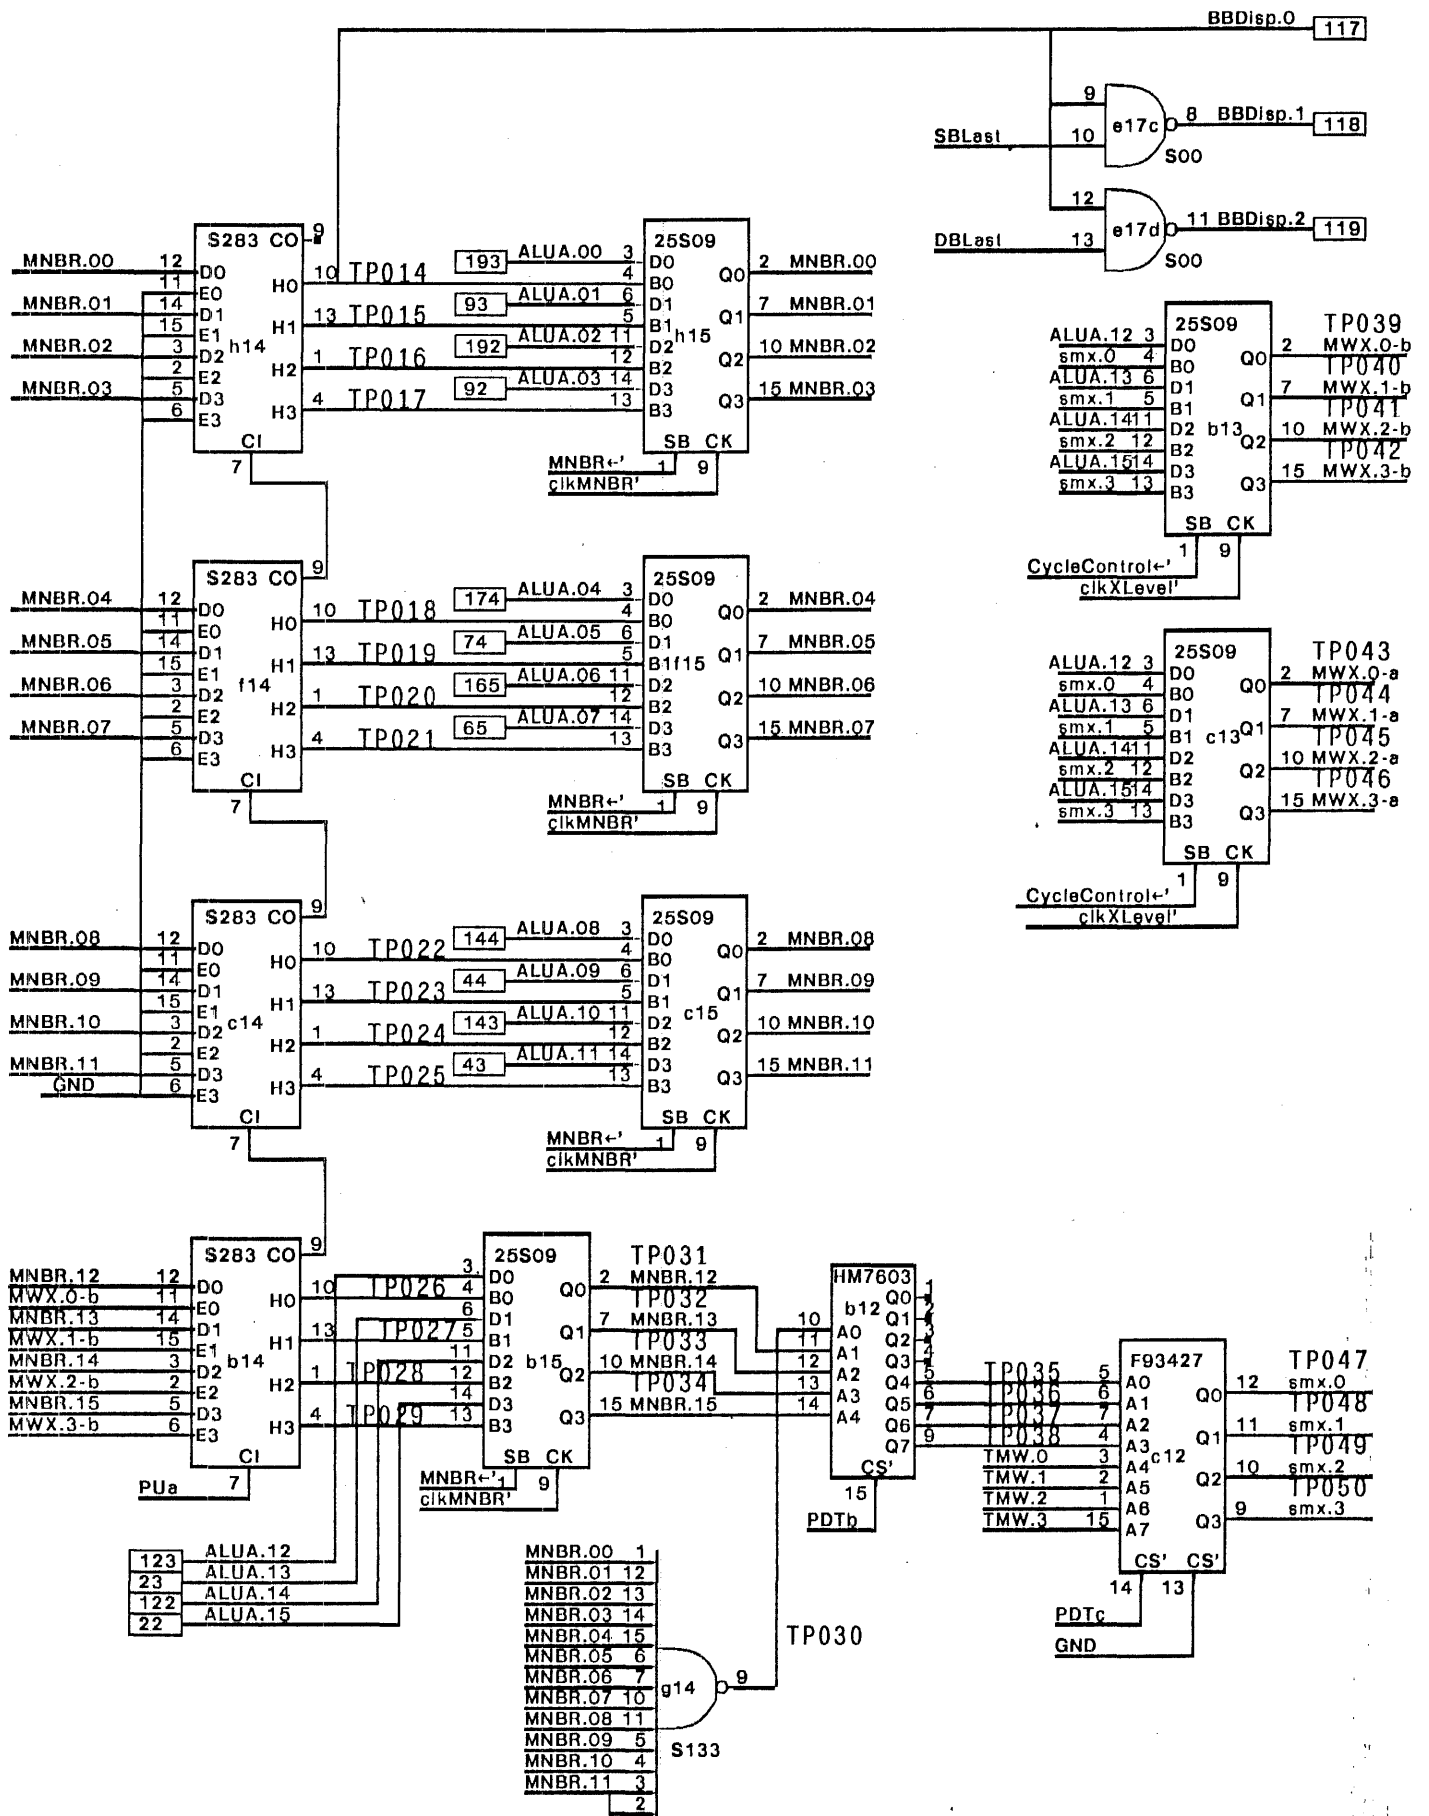 BBDisp.0 117
9 e17c 8 BBDisp.1 118
SBLast 10 S00
12 e17d 11 BBDisp.2 119
DBLast 13 S00
S283 CO 9
MNBR.00 12 D0
11 E0
MNBR.01 14 D1
15 E1
MNBR.02 3 D2
2 E2
MNBR.03 5 D3
6 E3
h14
H0 10 TP014
H1 13 TP015
H2 1 TP016
H3 4 TP017
CI
7
25S09
193 ALUA.00 3 D0
4 B0
93 ALUA.01 6 D1
5 B1
192 ALUA.02 11 D2
12 B2
92 ALUA.03 14 D3
13 B3
h15
Q0 2 MNBR.00
Q1 7 MNBR.01
Q2 10 MNBR.02
Q3 15 MNBR.03
SB CK
MNBR←' 1 9
clkMNBR'
25S09
ALUA.12 3 D0
smx.0 4 B0
ALUA.13 6 D1
smx.1 5 B1
ALUA.14 11 D2
smx.2 12 B2
ALUA.15 14 D3
smx.3 13 B3
b13
TP039
Q0 2 MWX.0-b
TP040
Q1 7 MWX.1-b
TP041
Q2 10 MWX.2-b
TP042
Q3 15 MWX.3-b
SB CK
1 9
CycleControl←'
clkXLevel'
S283 CO 9
MNBR.04 12 D0
11 E0
MNBR.05 14 D1
15 E1
MNBR.06 3 D2
2 E2
MNBR.07 5 D3
6 E3
f14
H0 10 TP018
H1 13 TP019
H2 1 TP020
H3 4 TP021
CI
7
25S09
174 ALUA.04 3 D0
4 B0
74 ALUA.05 6 D1
5 B1
165 ALUA.06 11 D2
12 B2
65 ALUA.07 14 D3
13 B3
f15
Q0 2 MNBR.04
Q1 7 MNBR.05
Q2 10 MNBR.06
Q3 15 MNBR.07
SB CK
MNBR←' 1 9
clkMNBR'
25S09
ALUA.12 3 D0
smx.0 4 B0
ALUA.13 6 D1
smx.1 5 B1
ALUA.14 11 D2
smx.2 12 B2
ALUA.15 14 D3
smx.3 13 B3
c13
TP043
Q0 2 MWX.0-a
TP044
Q1 7 MWX.1-a
TP045
Q2 10 MWX.2-a
TP046
Q3 15 MWX.3-a
SB CK
1 9
CycleControl←'
clkXLevel'
S283 CO 9
MNBR.08 12 D0
11 E0
MNBR.09 14 D1
15 E1
MNBR.10 3 D2
2 E2
MNBR.11 5 D3
GND 6 E3
c14
H0 10 TP022
H1 13 TP023
H2 1 TP024
H3 4 TP025
CI
7
25S09
144 ALUA.08 3 D0
4 B0
44 ALUA.09 6 D1
5 B1
143 ALUA.10 11 D2
12 B2
43 ALUA.11 14 D3
13 B3
c15
Q0 2 MNBR.08
Q1 7 MNBR.09
Q2 10 MNBR.10
Q3 15 MNBR.11
SB CK
MNBR←' 1 9
clkMNBR'
S283 CO 9
MNBR.12 12 D0
MWX.0-b 11 E0
MNBR.13 14 D1
MWX.1-b 15 E1
MNBR.14 3 D2
MWX.2-b 2 E2
MNBR.15 5 D3
MWX.3-b 6 E3
b14
H0 10 TP026
H1 13 TP027
H2 1 TP028
H3 4 TP029
CI
PUa 7
25S09
3 D0
4 B0
6 D1
5 B1
11 D2
12 B2
14 D3
13 B3
b15
TP031
Q0 2 MNBR.12
TP032
Q1 7 MNBR.13
TP033
Q2 10 MNBR.14
TP034
Q3 15 MNBR.15
SB CK
MNBR←' 1 9
clkMNBR'
HM7603
b12
10 A0
11 A1
12 A2
13 A3
14 A4
Q0 1
Q1 2
Q2 3
Q3 4
Q4 5 TP035
Q5 6 TP036
Q6 7 TP037
Q7 9 TP038
CS'
15
PDTb
F93427
5 A0
6 A1
7 A2
4 A3
TMW.0 3 A4
TMW.1 2 A5
TMW.2 1 A6
TMW.3 15 A7
c12
TP047
Q0 12 smx.0
TP048
Q1 11 smx.1
TP049
Q2 10 smx.2
TP050
Q3 9 smx.3
CS' CS'
14 13
PDTc
GND
123 ALUA.12
23 ALUA.13
122 ALUA.14
22 ALUA.15
MNBR.00 1
MNBR.01 12
MNBR.02 13
MNBR.03 14
MNBR.04 15
MNBR.05 6
MNBR.06 7
MNBR.07 10
MNBR.08 11
MNBR.09 5
MNBR.10 4
MNBR.11 3
2
g14 9
S133
TP030